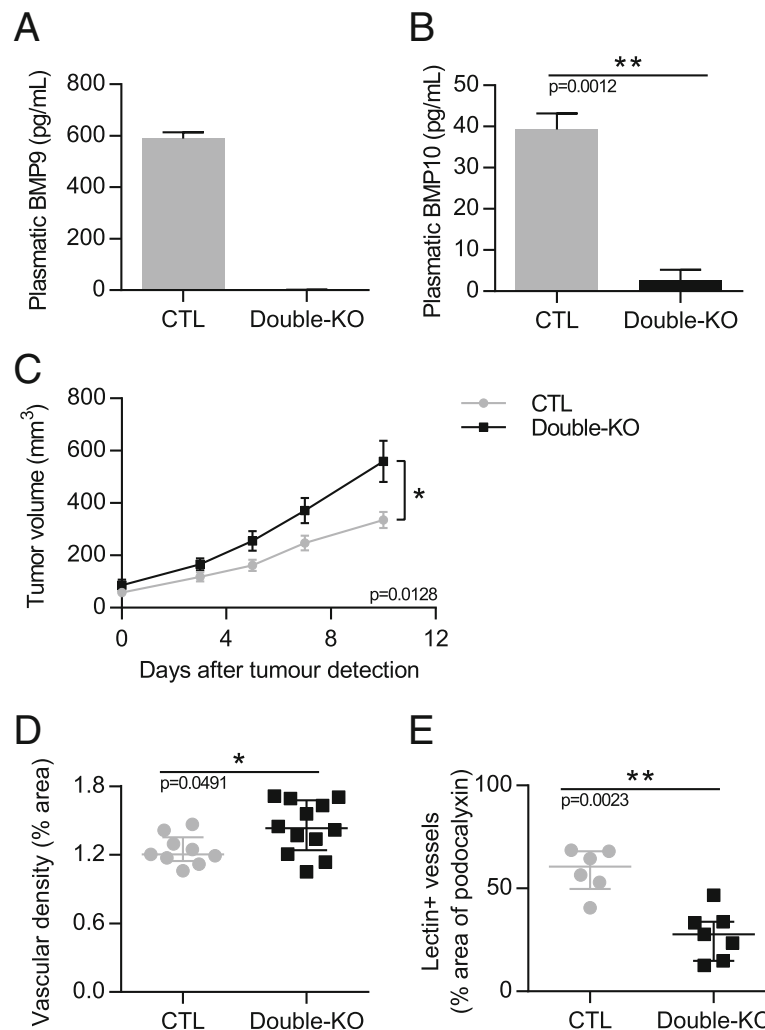 A
Plasmatic BMP9 (pg/mL)
800
600
400
200
0
CTL
Double-KO
B
Plasmatic BMP10 (pg/mL)
50
40
30
20
10
0
**
p=0.0012
CTL
Double-KO
C
Tumor volume (mm3)
800
600
400
200
0
0
4
8
12
Days after tumour detection
*
p=0.0128
CTL
Double-KO
D
Vascular density (% area)
1.8
1.2
0.6
0.0
*
p=0.0491
CTL
Double-KO
E
Lectin+ vessels
(% area of podocalyxin)
100
50
0
**
p=0.0023
CTL
Double-KO